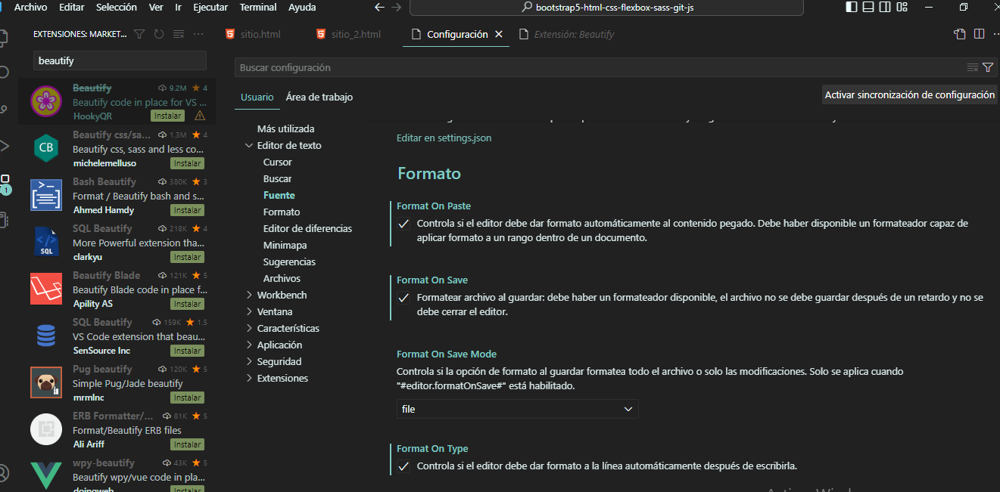 Archivo Editar Selección Ver Ir Ejecutar Terminal Ayuda
bootstrap5-html-css-flexbox-sass-git-js
EXTENSIONES: MARKET...
sitio.html
sitio_2.html
Configuración
Extensión: Beautify
beautify
Beautify 9.2M 4
Beautify code in place for VS ...
HookyQR Instalar
Beautify css/sa... 1.3M 4
Beautify css, sass and less co...
michelemelluso Instalar
Bash Beautify 380K 3
Format / Beautify bash and s...
Ahmed Hamdy Instalar
SQL Beautify 218K 4
More Powerful extension tha...
clarkyu Instalar
Beautify Blade 121K 5
Beautify Blade code in place f...
Apility AS Instalar
SQL Beautify 159K 1.5
VS Code extension that beau...
SenSource Inc Instalar
Pug beautify 120K 5
Simple Pug/Jade beautify
mrmlnc Instalar
ERB Formatter/... 81K 5
Format/Beautify ERB files
Ali Ariff Instalar
wpy-beautify 43K 5
Beautify wpy/vue code in pla...
doingweb Instalar
CB
SQL
1
Buscar configuración
Usuario Área de trabajo
Activar sincronización de configuración
Más utilizada
Editor de texto
Cursor
Buscar
Fuente
Formato
Editor de diferencias
Minimapa
Sugerencias
Archivos
Workbench
Ventana
Características
Aplicación
Seguridad
Extensiones
Editar en settings.json
Formato
Format On Paste
Controla si el editor debe dar formato automáticamente al contenido pegado. Debe haber disponible un formateador capaz de
aplicar formato a un rango dentro de un documento.
Format On Save
Formatear archivo al guardar: debe haber un formateador disponible, el archivo no se debe guardar después de un retardo y no se
debe cerrar el editor.
Format On Save Mode
Controla si la opción de formato al guardar formatea todo el archivo o solo las modificaciones. Solo se aplica cuando
"#editor.formatOnSave#" está habilitado.
file
Format On Type
Controla si el editor debe dar formato a la línea automáticamente después de escribirla.